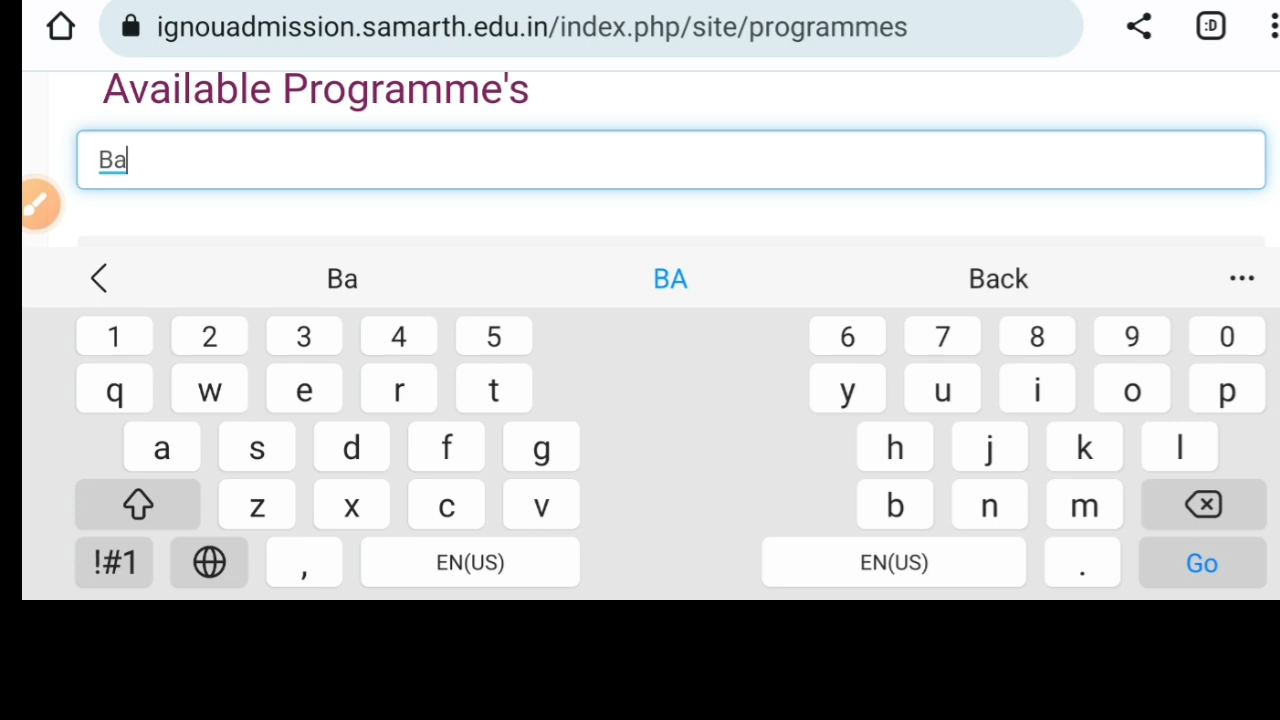 ignouadmission.samarth.edu.in/index.php/site/programmes
:D
Available Programme's
Ba
Ba BA Back
1 2 3 4 5 6 7 8 9 0
q w e r t y u i o p
a s d f g h j k l
z x c v b n m
!#1 , EN(US) EN(US) . Go